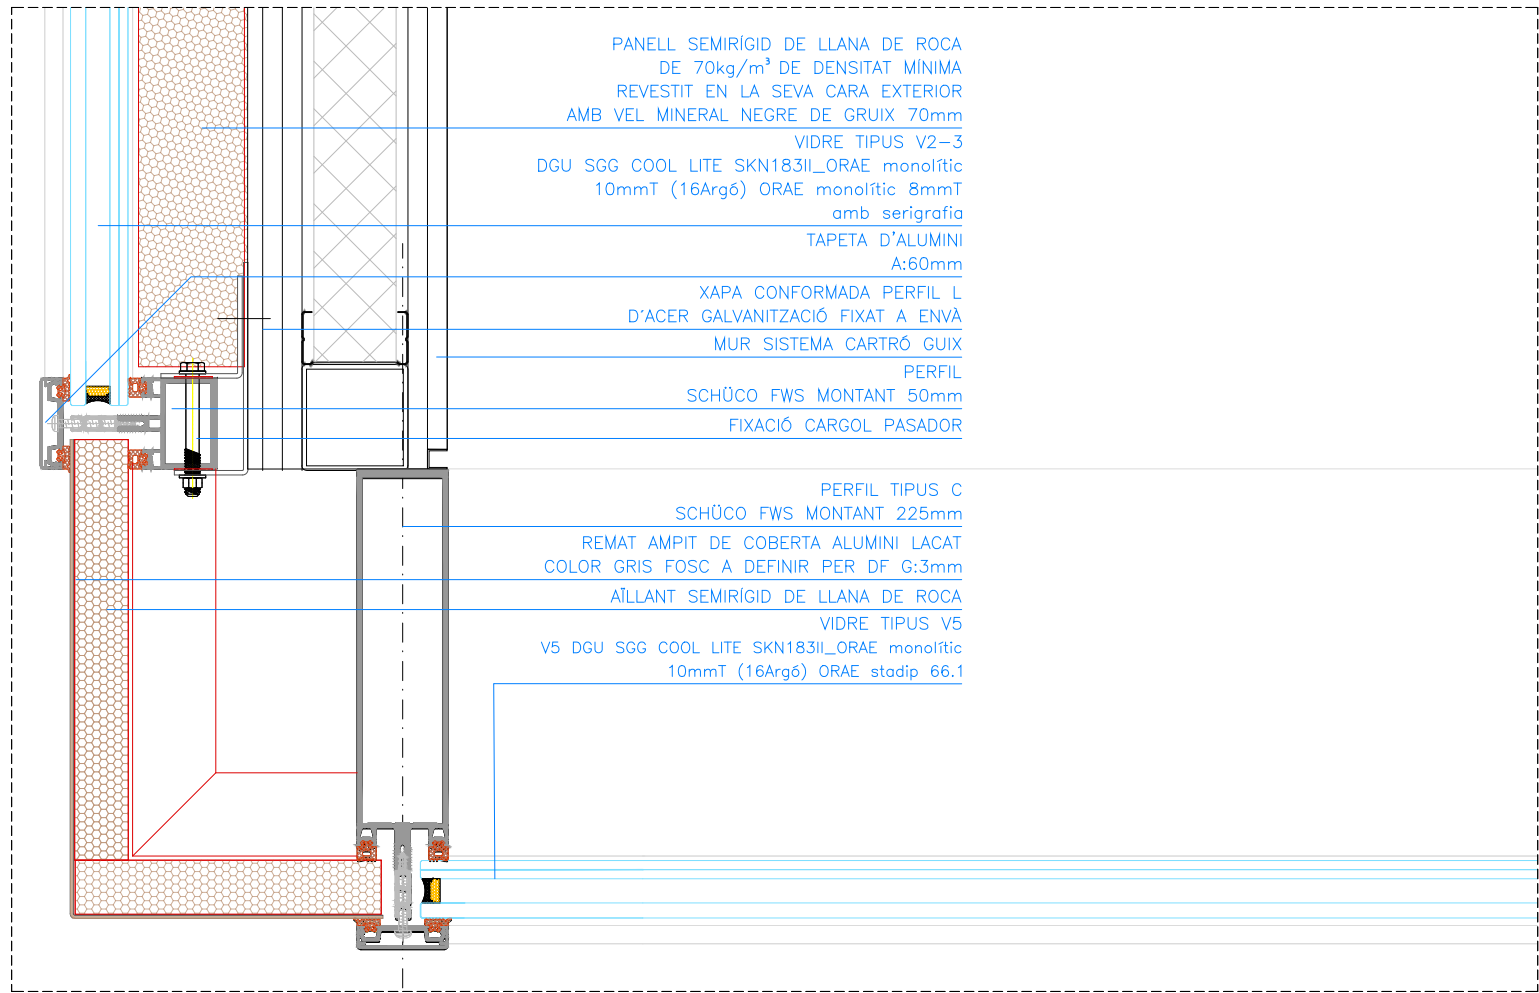 PANELL SEMIRÍGID DE LLANA DE ROCA
DE 70kg/m³ DE DENSITAT MÍNIMA
REVESTIT EN LA SEVA CARA EXTERIOR
AMB VEL MINERAL NEGRE DE GRUIX 70mm
VIDRE TIPUS V2-3
DGU SGG COOL LITE SKN183II_ORAE monolític
10mmT (16Argó) ORAE monolític 8mmT
amb serigrafia
TAPETA D'ALUMINI
A:60mm
XAPA CONFORMADA PERFIL L
D´ACER GALVANITZACIÓ FIXAT A ENVÀ
MUR SISTEMA CARTRÓ GUIX
PERFIL
SCHÜCO FWS MONTANT 50mm
FIXACIÓ CARGOL PASADOR
PERFIL TIPUS C
SCHÜCO FWS MONTANT 225mm
REMAT AMPIT DE COBERTA ALUMINI LACAT
COLOR GRIS FOSC A DEFINIR PER DF G:3mm
AÏLLANT SEMIRÍGID DE LLANA DE ROCA
VIDRE TIPUS V5
V5 DGU SGG COOL LITE SKN183II_ORAE monolític
10mmT (16Argó) ORAE stadip 66.1